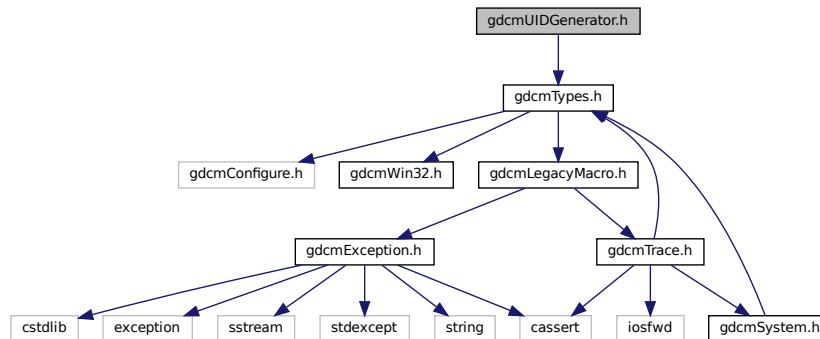 gdcmUIDGenerator.h
gdcmTypes.h
gdcmConfigure.h
gdcmWin32.h
gdcmLegacyMacro.h
gdcmException.h
gdcmTrace.h
cstdlib
exception
sstream
stdexcept
string
cassert
iosfwd
gdcmSystem.h